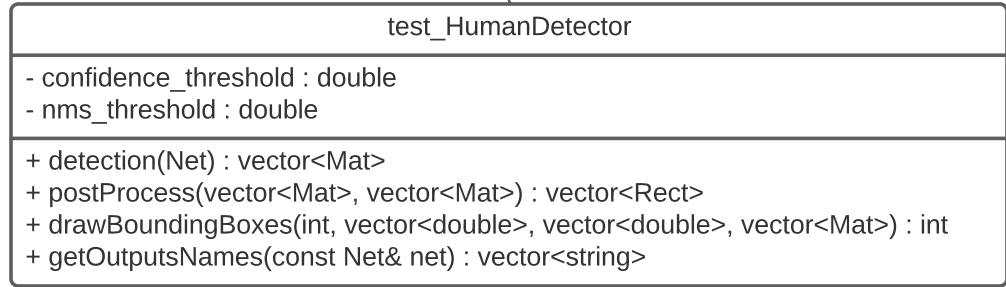 test_HumanDetector
- confidence_threshold : double
- nms_threshold : double
+ detection(Net) : vector<Mat>
+ postProcess(vector<Mat>, vector<Mat>) : vector<Rect>
+ drawBoundingBoxes(int, vector<double>, vector<double>, vector<Mat>) : int
+ getOutputsNames(const Net& net) : vector<string>